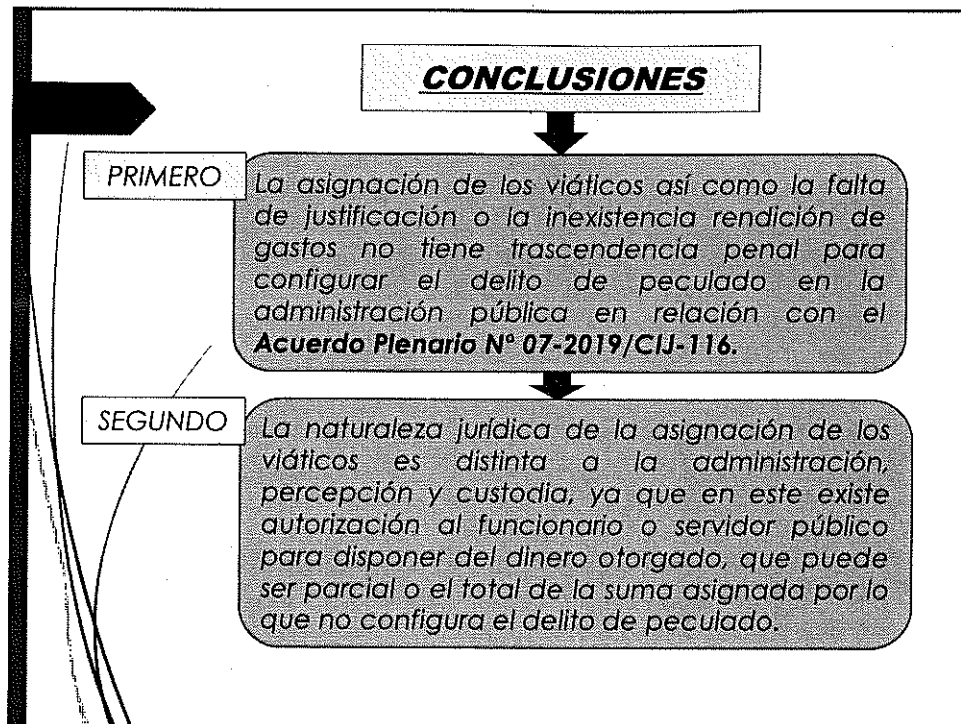 CONCLUSIONES
PRIMERO
La asignación de los viáticos así como la falta
de justificación o la inexistencia rendición de
gastos no tiene trascendencia penal para
configurar el delito de peculado en la
administración pública en relación con el
Acuerdo Plenario Nº 07-2019/CIJ-116.
SEGUNDO
La naturaleza jurídica de la asignación de los
viáticos es distinta a la administración,
percepción y custodia, ya que en este existe
autorización al funcionario o servidor público
para disponer del dinero otorgado, que puede
ser parcial o el total de la suma asignada por lo
que no configura el delito de peculado.